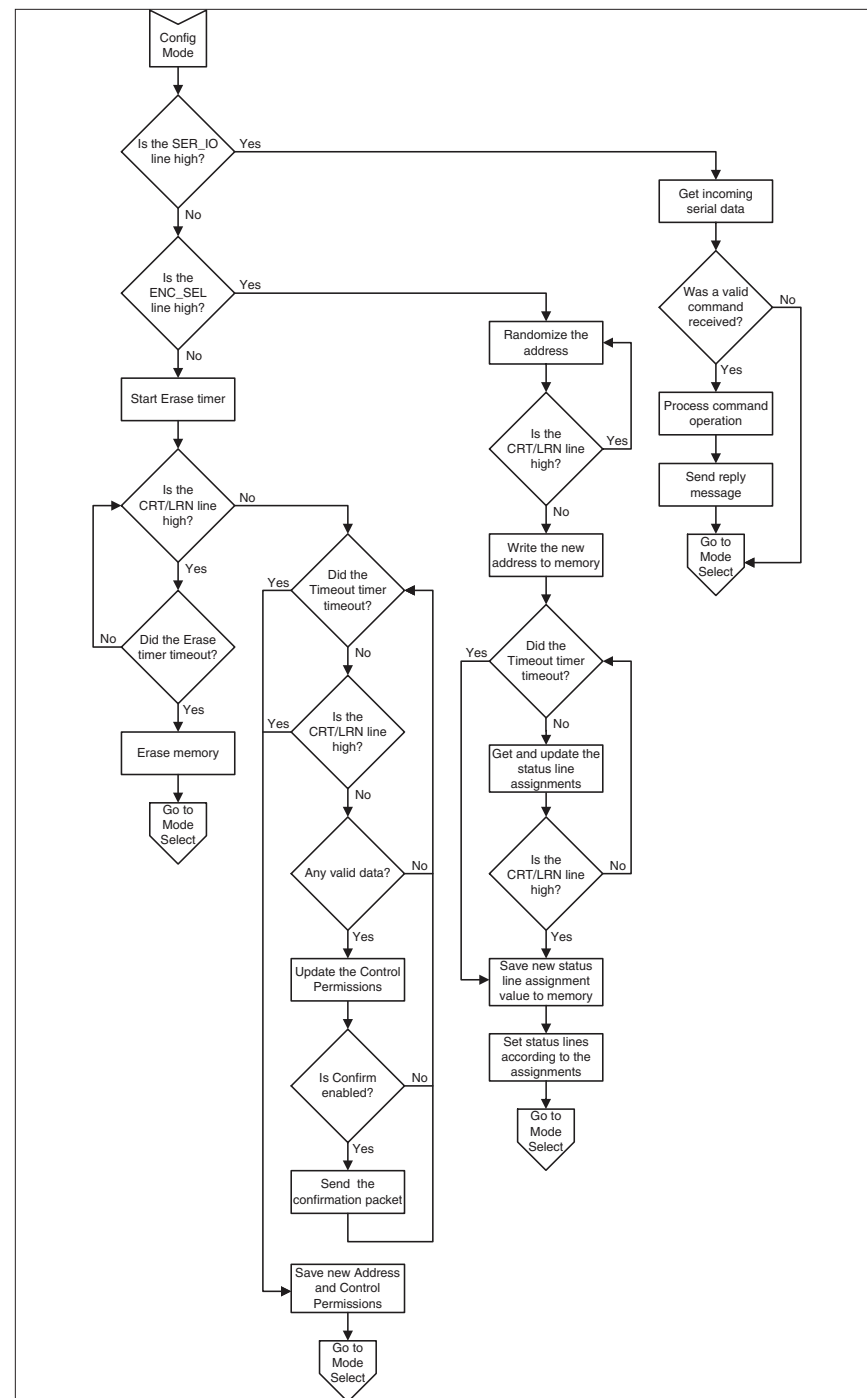 Config
Mode
Is the SER_IO
line high?
Yes
No
Get incoming
serial data
Is the
ENC_SEL
line high?
Yes
No
Was a valid
command
received?
No
Yes
Process command
operation
Send reply
message
Go to
Mode
Select
Randomize the
address
Is the
CRT/LRN line
high?
Yes
No
Write the new
address to memory
Did the
Timeout timer
timeout?
Yes
No
Get and update the
status line
assignments
Is the
CRT/LRN line
high?
No
Yes
Save new status
line assignment
value to memory
Set status lines
according to the
assignments
Go to
Mode
Select
Start Erase timer
Is the
CRT/LRN line
high?
No
Yes
Did the Erase
timer timeout?
No
Yes
Erase memory
Go to
Mode
Select
Did the
Timeout timer
timeout?
Yes
No
Is the
CRT/LRN line
high?
Yes
No
Any valid data?
No
Yes
Update the Control
Permissions
Is Confirm
enabled?
No
Yes
Send the
confirmation packet
Save new Address
and Control
Permissions
Go to
Mode
Select